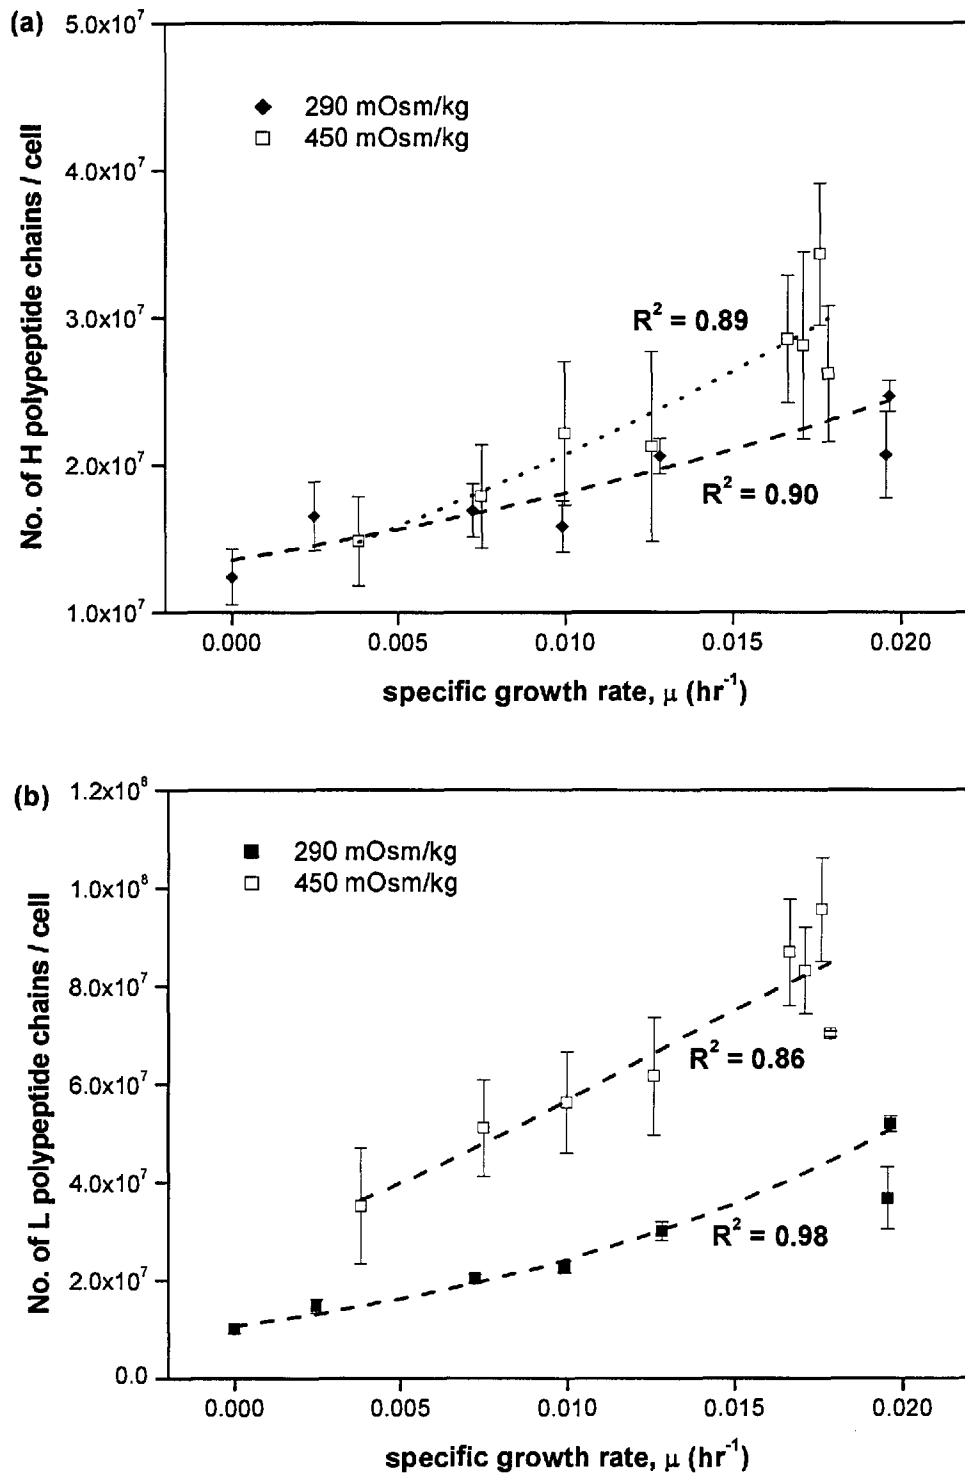 (a)
5.0x10⁷
4.0x10⁷
3.0x10⁷
2.0x10⁷
1.0x10⁷
No. of H polypeptide chains / cell
290 mOsm/kg
450 mOsm/kg
R² = 0.89
R² = 0.90
0.000 0.005 0.010 0.015 0.020
specific growth rate, μ (hr⁻¹)
(b)
1.2x10⁸
1.0x10⁸
8.0x10⁷
6.0x10⁷
4.0x10⁷
2.0x10⁷
0.0
No. of L polypeptide chains / cell
290 mOsm/kg
450 mOsm/kg
R² = 0.86
R² = 0.98
0.000 0.005 0.010 0.015 0.020
specific growth rate, μ (hr⁻¹)